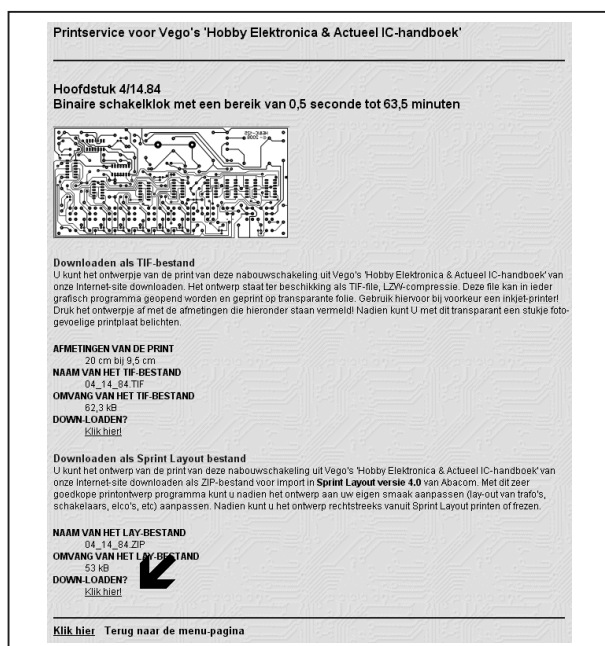 Printservice voor Vego's 'Hobby Elektronica & Actueel IC-handboek'
Hoofdstuk 4/14.84
Binaire schakelklok met een bereik van 0,5 seconde tot 63,5 minuten
Downloaden als TIF-bestand
U kunt het ontwerpje van de print van deze nabouwschakeling uit Vego's 'Hobby Elektronica & Actueel IC-handboek' van
onze Internet-site downloaden. Het ontwerp staat ter beschikking als TIF-file, LZW-compressie. Deze file kan in ieder
grafisch programma geopend worden en geprint op transparante folie. Gebruik hiervoor bij voorkeur een inkjet-printer!
Druk het ontwerpje af met de afmetingen die hieronder staan vermeld! Nadien kunt U met dit transparant een stukje foto-
gevoelige printplaat belichten.
AFMETINGEN VAN DE PRINT
20 cm bij 9,5 cm
NAAM VAN HET TIF-BESTAND
04_14_84.TIF
OMVANG VAN HET TIF-BESTAND
62,3 kB
DOWN-LOADEN?
Klik hier!
Downloaden als Sprint Layout bestand
U kunt het ontwerp van de print van deze nabouwschakeling uit Vego's 'Hobby Elektronica & Actueel IC-handboek' van
onze Internet-site downloaden als ZIP-bestand voor import in Sprint Layout versie 4.0 van Abacom. Met dit zeer
goedkope printontwerp programma kunt u nadien het ontwerp aan uw eigen smaak aanpassen (lay-out van trafo's,
schakelaars, elco's, etc) aanpassen. Nadien kunt u het ontwerp rechtstreeks vanuit Sprint Layout printen of frezen.
NAAM VAN HET LAY-BESTAND
04_14_84.ZIP
OMVANG VAN HET LAY-BESTAND
53 kB
DOWN-LOADEN?
Klik hier!
Klik hier Terug naar de menu-pagina